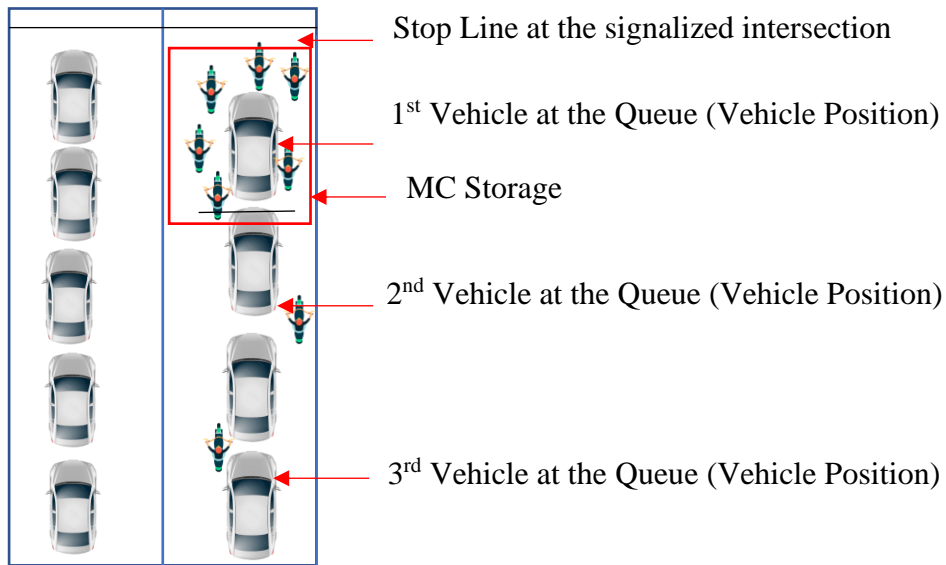 Stop Line at the signalized intersection
1st Vehicle at the Queue (Vehicle Position)
MC Storage
2nd Vehicle at the Queue (Vehicle Position)
3rd Vehicle at the Queue (Vehicle Position)